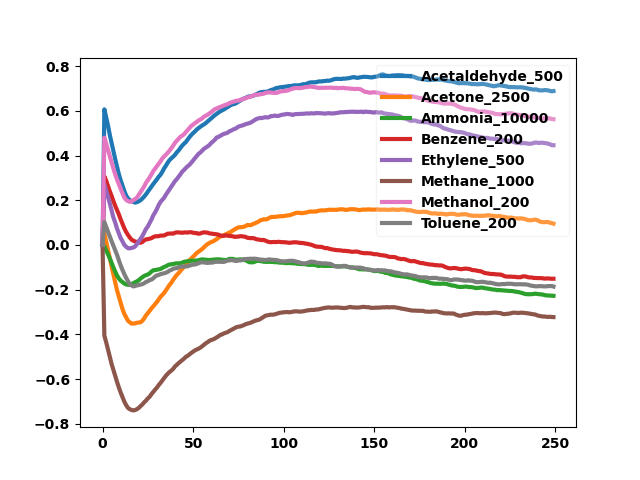 0.8
0.6
0.4
0.2
0.0
−0.2
−0.4
−0.6
−0.8
0 50 100 150 200 250
Acetaldehyde_500
Acetone_2500
Ammonia_10000
Benzene_200
Ethylene_500
Methane_1000
Methanol_200
Toluene_200